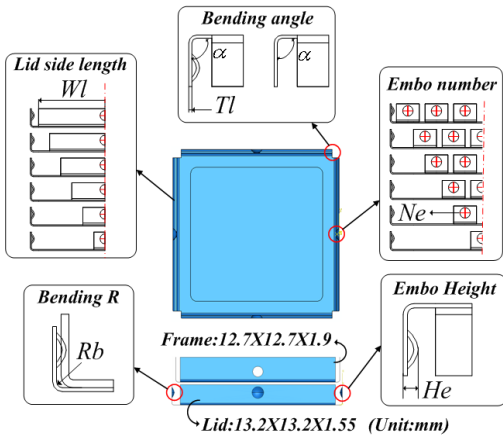 Bending angle
α
α
Tl
Lid side length
Wl
Embo number
Ne
Bending R
Rb
Embo Height
He
Frame:12.7X12.7X1.9
Lid:13.2X13.2X1.55 (Unit:mm)